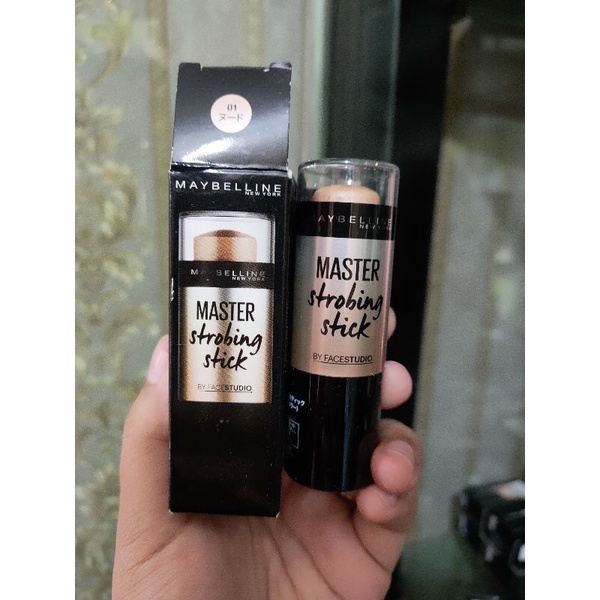 01
ヌード
MAYBELLINE
NEW YORK
MAYBELLINE
NEW YORK
MASTER
strobing
stick
BY FACESTUDIO
MAYBELLINE
NEW YORK
MASTER
strobing
stick
BY FACESTUDIO